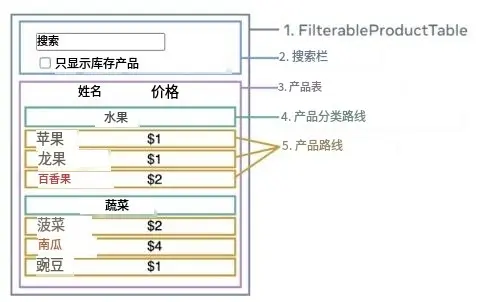 搜索
只显示库存产品
姓名 价格
水果
苹果 $1
龙果 $1
百香果 $2
蔬菜
菠菜 $2
南瓜 $4
豌豆 $1
1. FilterableProductTable
2. 搜索栏
3. 产品表
4. 产品分类路线
5. 产品路线